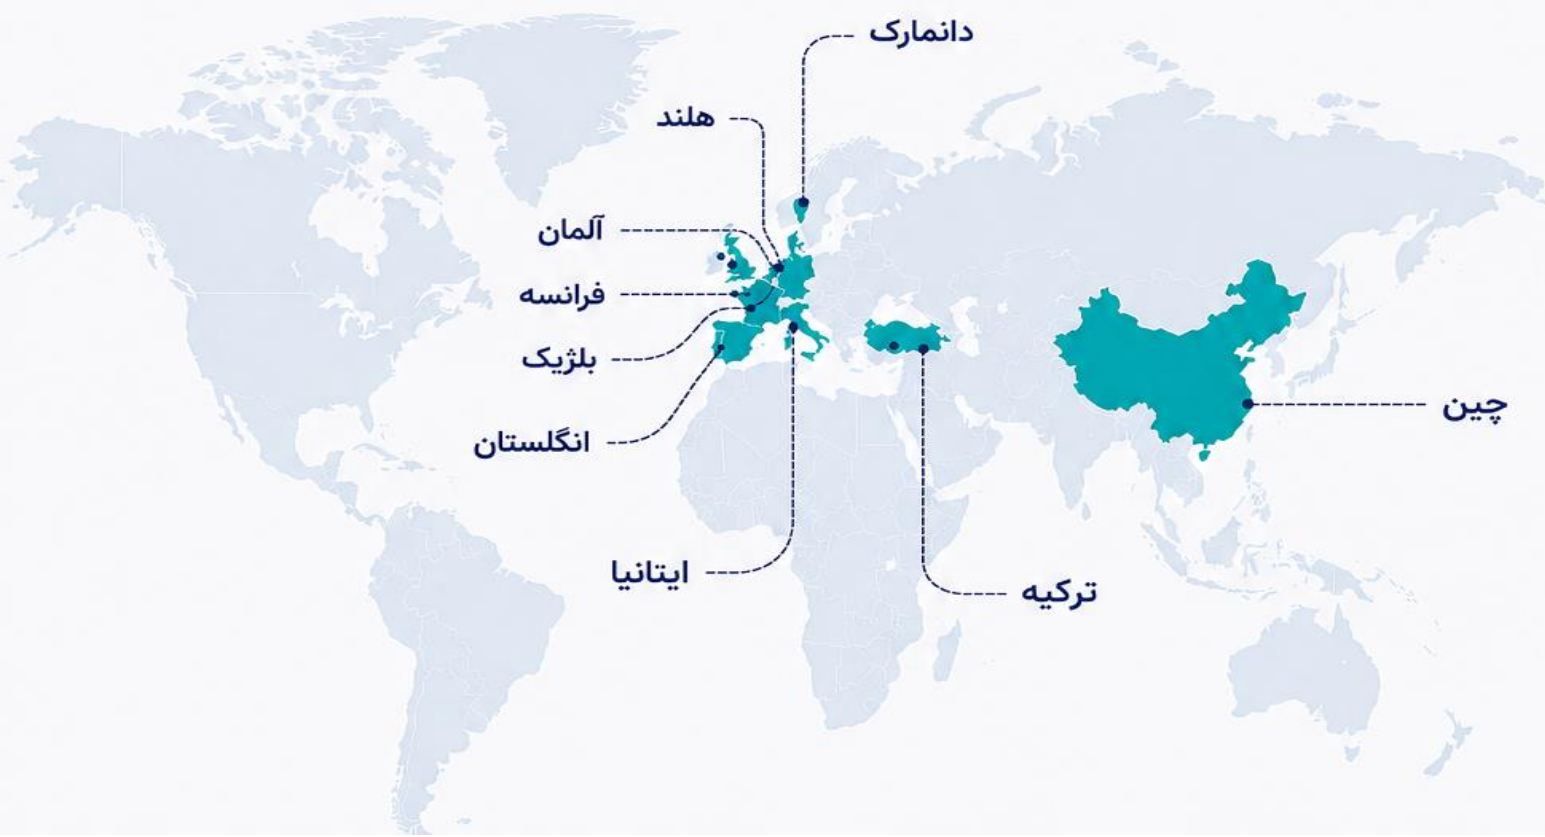 دانمارک
هلند
آلمان
فرانسه
بلژیک
چین
انگلستان
ایتانیا
ترکیه